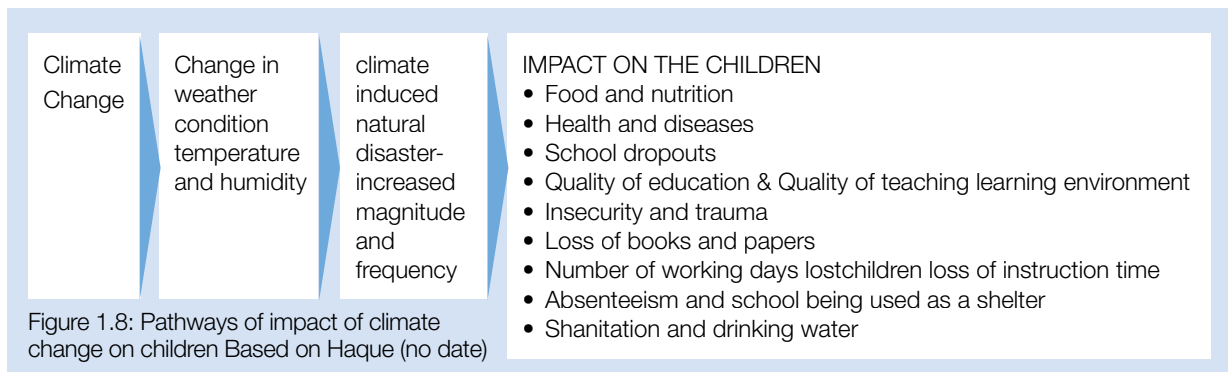 Climate
Change
Change in
weather
condition
temperature
and humidity
climate
induced
natural
disaster-
increased
magnitude
and
frequency
IMPACT ON THE CHILDREN
• Food and nutrition
• Health and diseases
• School dropouts
• Quality of education & Quality of teaching learning environment
• Insecurity and trauma
• Loss of books and papers
• Number of working days lostchildren loss of instruction time
• Absenteeism and school being used as a shelter
• Shanitation and drinking water
Figure 1.8: Pathways of impact of climate
change on children Based on Haque (no date)